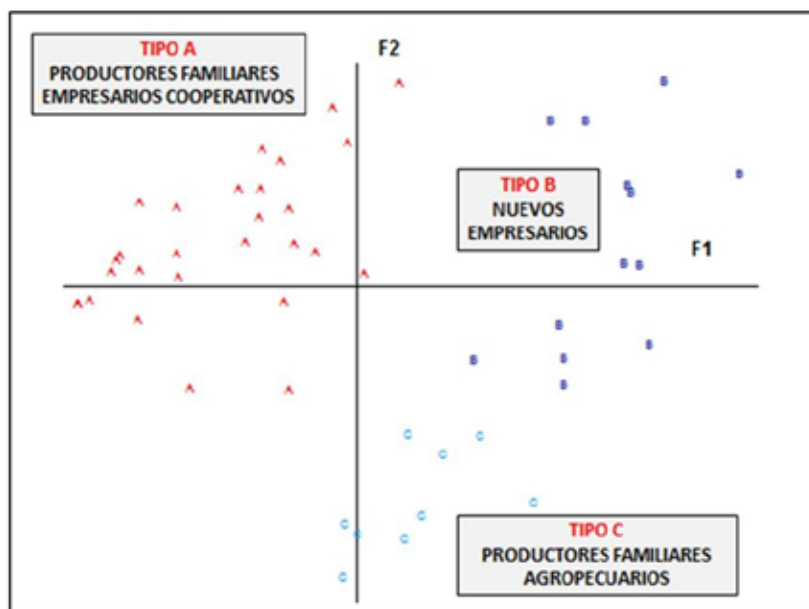 TIPO A
PRODUCTORES FAMILIARES
EMPRESARIOS COOPERATIVOS
F2
TIPO B
NUEVOS
EMPRESARIOS
F1
TIPO C
PRODUCTORES FAMILIARES
AGROPECUARIOS